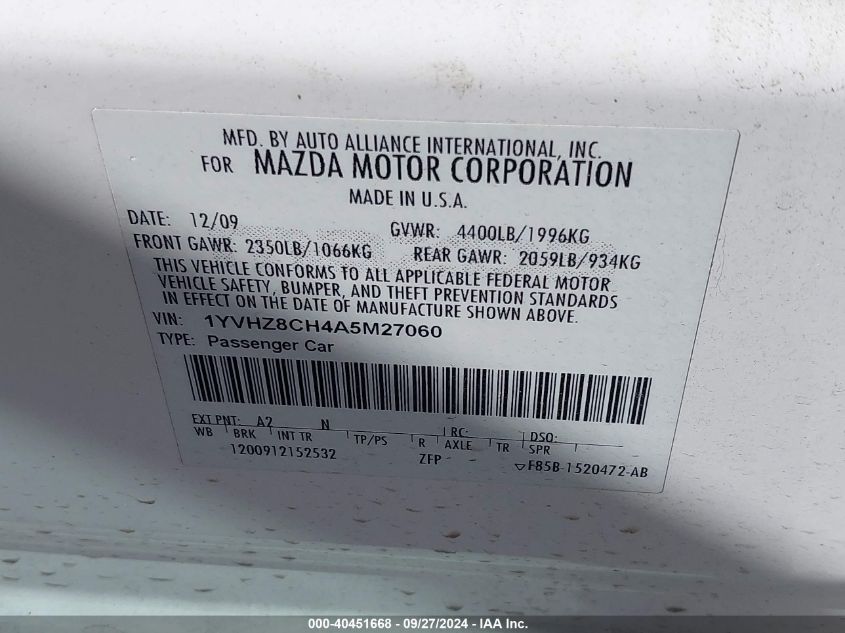 MFD. BY AUTO ALLIANCE INTERNATIONAL, INC.
FOR MAZDA MOTOR CORPORATION
MADE IN U.S.A.
DATE: 12/09 GVWR: 4400LB/1996KG
FRONT GAWR: 2350LB/1066KG REAR GAWR: 2059LB/934KG
THIS VEHICLE CONFORMS TO ALL APPLICABLE FEDERAL MOTOR
VEHICLE SAFETY, BUMPER, AND THEFT PREVENTION STANDARDS
IN EFFECT ON THE DATE OF MANUFACTURE SHOWN ABOVE.
VIN: 1YVHZ8CH4A5M27060
TYPE: Passenger Car
EXT PNT: A2 N RC: DSO:
WB BRK INT TR TP/PS R AXLE TR SPR
1200912152532 ZFP ▽F85B-1520472-AB
000-40451668 - 09/27/2024 - IAA Inc.